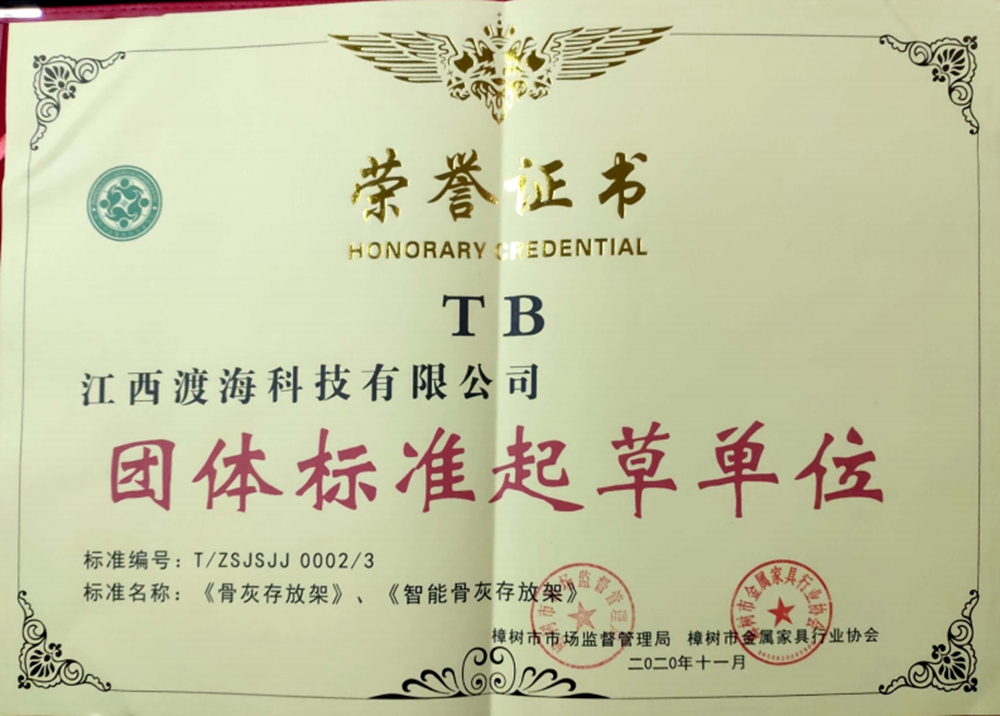 荣誉证书
HONORARY CREDENTIAL
TB
江西渡海科技有限公司
团体标准起草单位
标准编号：T/ZSJSJJ 0002/3
标准名称：《骨灰存放架》、《智能骨灰存放架》
樟树市市场监督管理局 樟树市金属家具行业协会
二0二0年十一月